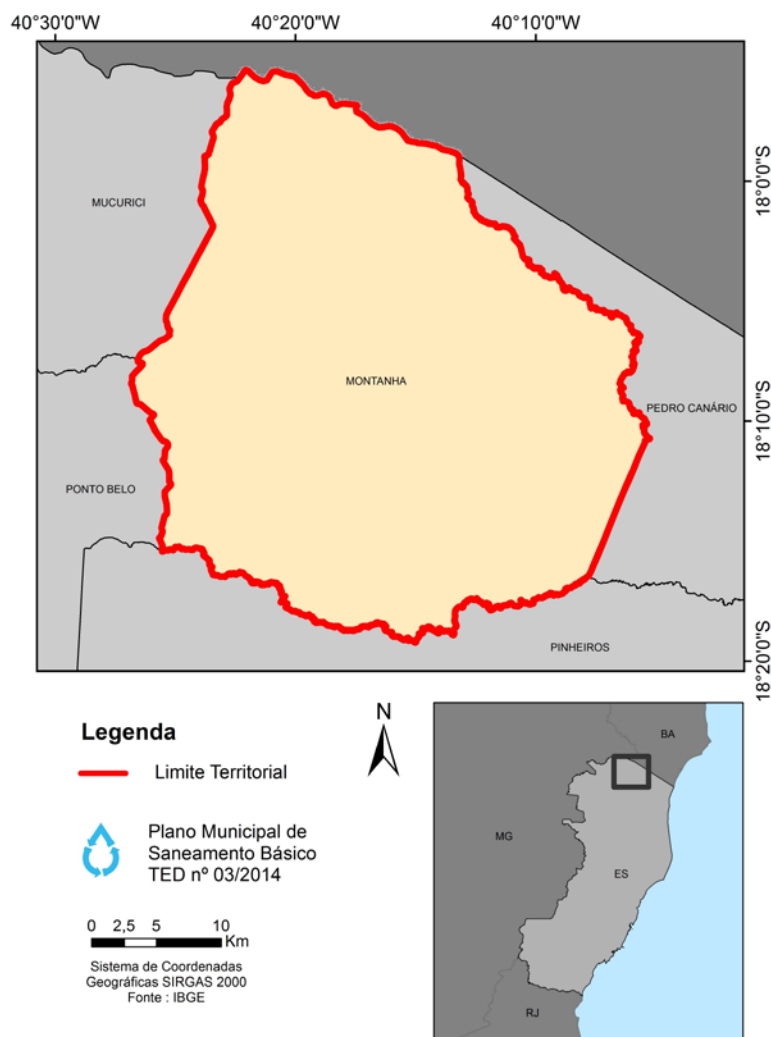 40°30'0"W
40°20'0"W
40°10'0"W
18°0'0"S
MUCURICI
MONTANHA
PEDRO CANÁRIO
18°10'0"S
PONTO BELO
PINHEIROS
18°20'0"S
Legenda
Limite Territorial
Plano Municipal de
Saneamento Básico
TED nº 03/2014
0 2,5 5 10
Km
Sistema de Coordenadas
Geográficas SIRGAS 2000
Fonte : IBGE
N
BA
MG
ES
RJ